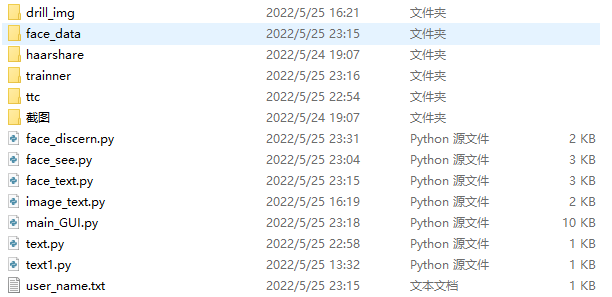 drill_img 2022/5/25 16:21 文件夹
face_data 2022/5/25 23:15 文件夹
haarshare 2022/5/24 19:07 文件夹
trainner 2022/5/25 23:16 文件夹
ttc 2022/5/25 22:54 文件夹
截图 2022/5/24 19:07 文件夹
face_discern.py 2022/5/25 23:31 Python 源文件 2 KB
face_see.py 2022/5/25 23:04 Python 源文件 3 KB
face_text.py 2022/5/25 23:15 Python 源文件 3 KB
image_text.py 2022/5/25 16:19 Python 源文件 2 KB
main_GUI.py 2022/5/25 23:18 Python 源文件 10 KB
text.py 2022/5/25 22:58 Python 源文件 1 KB
text1.py 2022/5/25 13:32 Python 源文件 1 KB
user_name.txt 2022/5/25 23:15 文本文档 1 KB